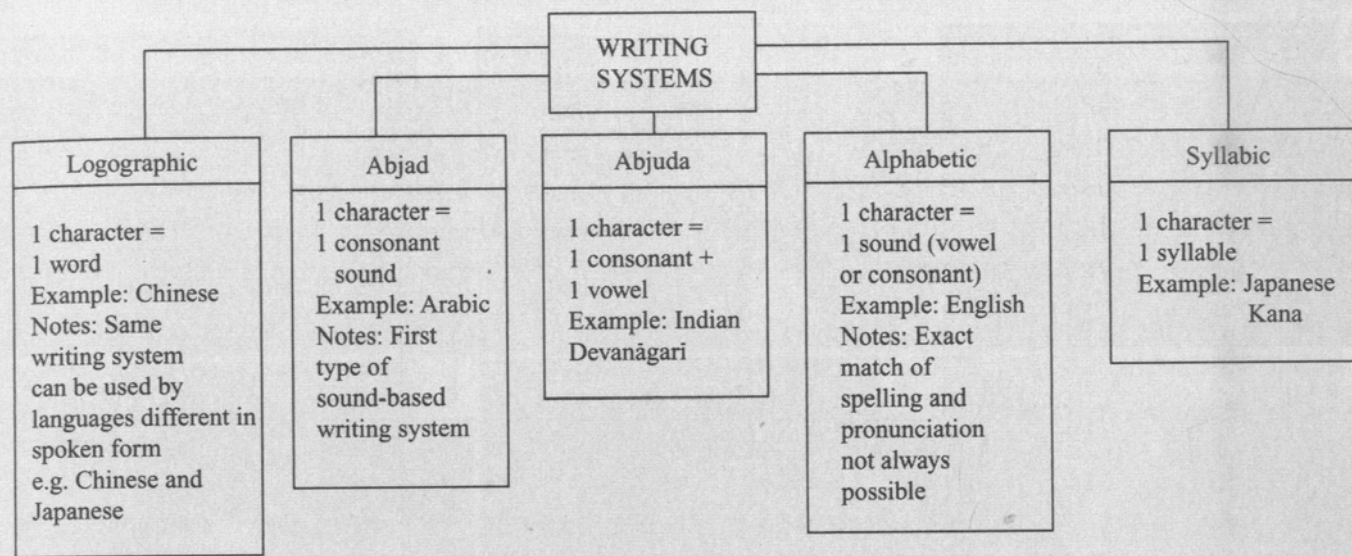 WRITING
SYSTEMS
Logographic
1 character =
1 word
Example: Chinese
Notes: Same
writing system
can be used by
languages different in
spoken form
e.g. Chinese and
Japanese
Abjad
1 character =
1 consonant
sound
Example: Arabic
Notes: First
type of
sound-based
writing system
Abjuda
1 character =
1 consonant +
1 vowel
Example: Indian
Devanāgari
Alphabetic
1 character =
1 sound (vowel
or consonant)
Example: English
Notes: Exact
match of
spelling and
pronunciation
not always
possible
Syllabic
1 character =
1 syllable
Example: Japanese
Kana